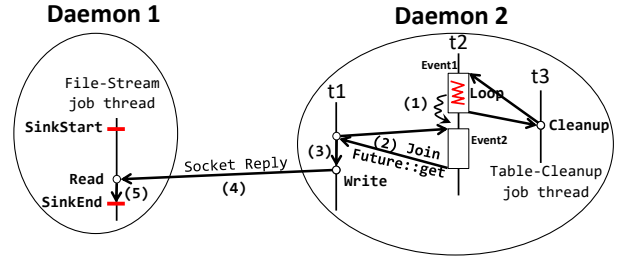 Daemon 1
Daemon 2
File-Stream
job thread
SinkStart
Read
(5)
SinkEnd
Socket Reply
(4)
t1
(3)
Write
t2
Event1
Loop
(1)
Event2
(2) Join
Future::get
t3
Cleanup
Table-Cleanup
job thread